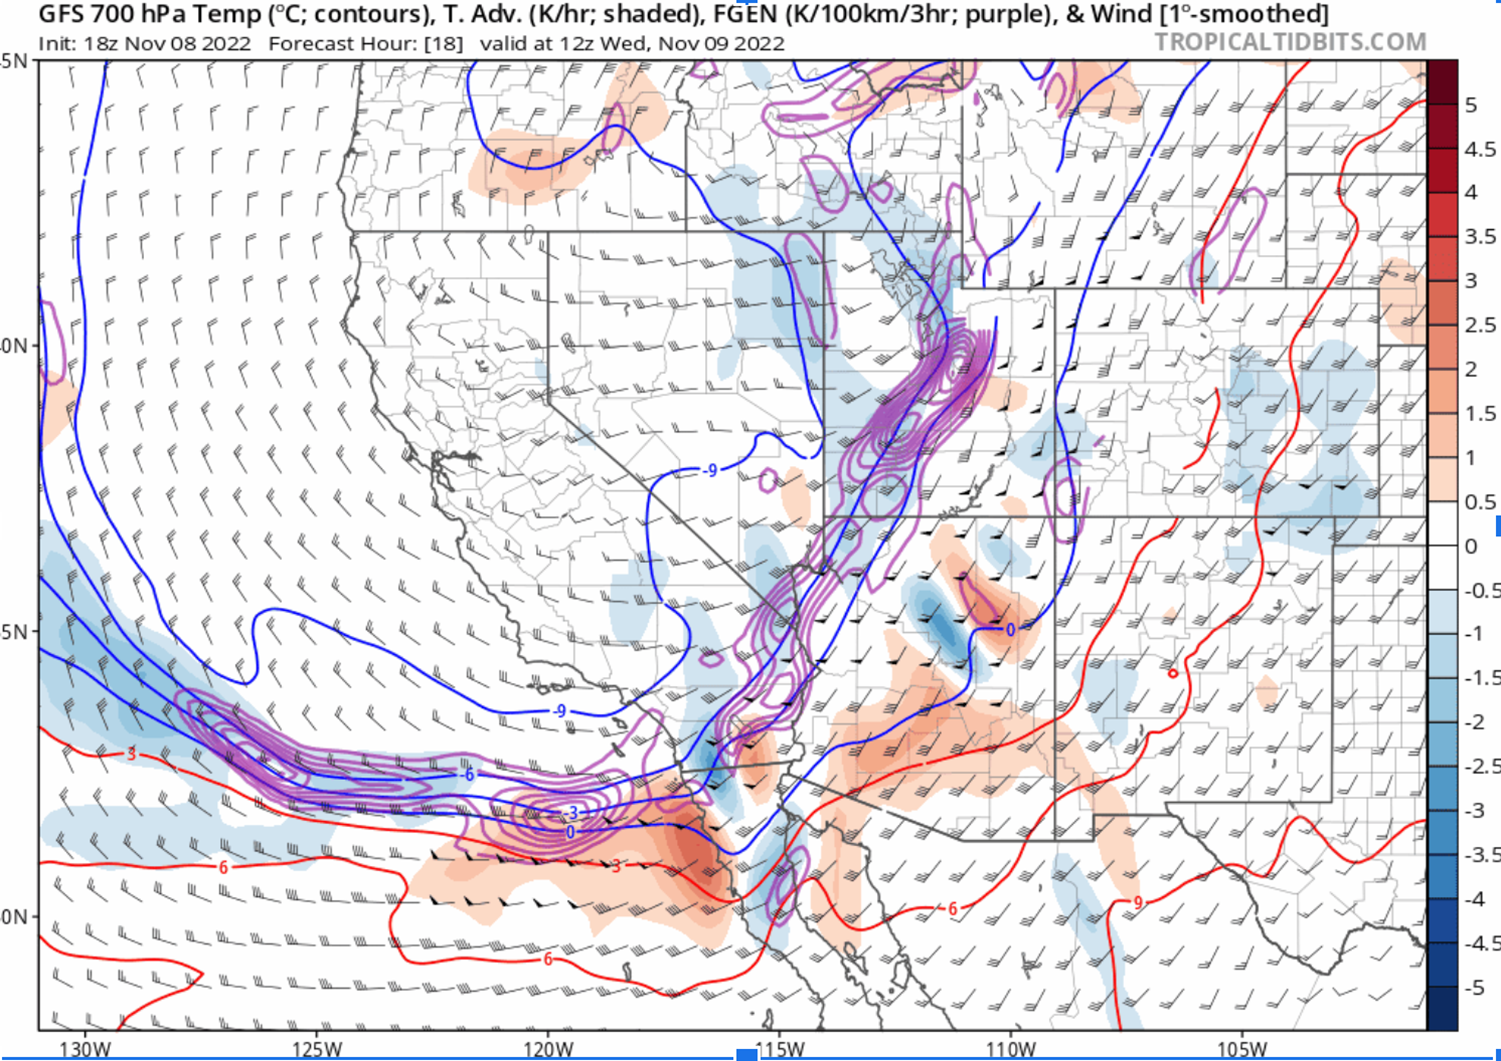 GFS 700 hPa Temp (°C; contours), T. Adv. (K/hr; shaded), FGEN (K/100km/3hr; purple), & Wind [1°-smoothed]
Init: 18z Nov 08 2022 Forecast Hour: [18] valid at 12z Wed, Nov 09 2022
TROPICALTIDBITS.COM
5N
0N
5N
0N
-9
0
-9
3
-6
-3
0
3
6
6
9
6
5
4.5
4
3.5
3
2.5
2
1.5
1
0.5
0
-0.5
-1
-1.5
-2
-2.5
-3
-3.5
-4
-4.5
-5
130W
125W
120W
115W
110W
105W